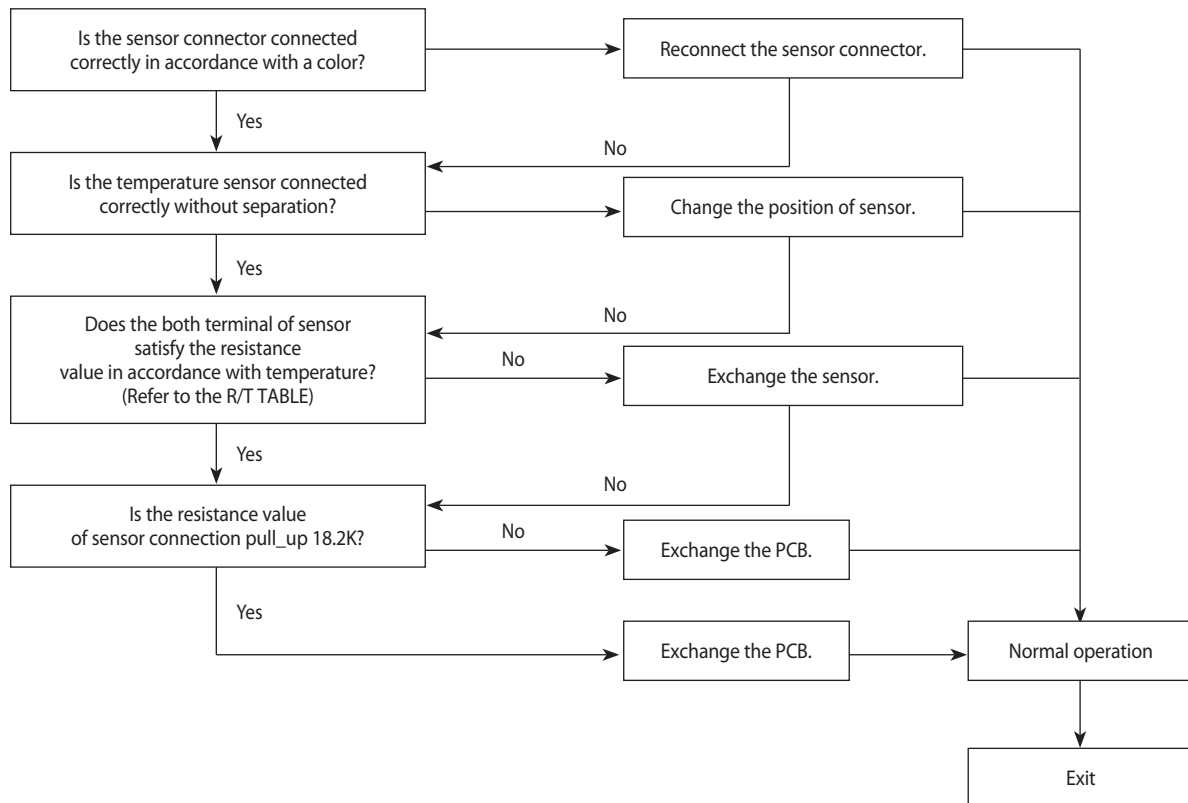 Is the sensor connector connected
correctly in accordance with a color?
Reconnect the sensor connector.
Yes
No
Is the temperature sensor connected
correctly without separation?
Change the position of sensor.
Yes
No
Does the both terminal of sensor
satisfy the resistance
value in accordance with temperature?
(Refer to the R/T TABLE)
No
Exchange the sensor.
Yes
No
Is the resistance value
of sensor connection pull_up 18.2K?
No
Exchange the PCB.
Yes
Exchange the PCB.
Normal operation
Exit